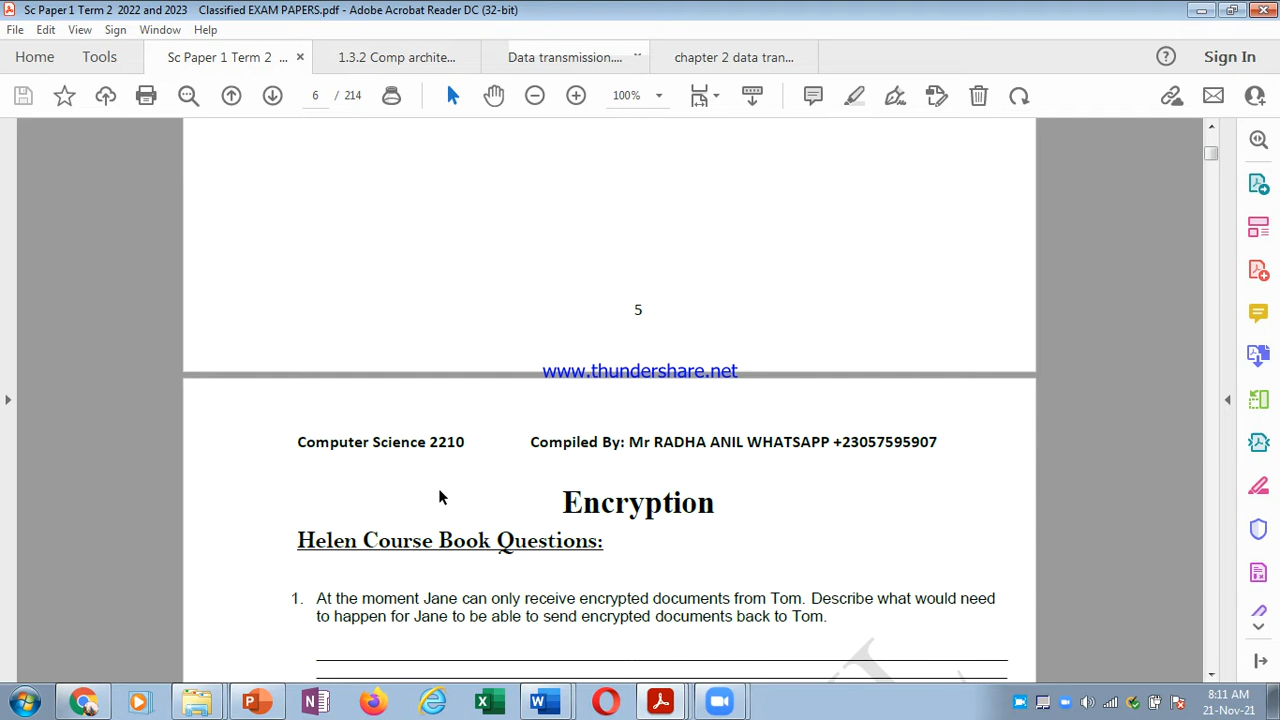 Sc Paper 1 Term 2  2022 and 2023    Classified EXAM PAPERS.pdf - Adobe Acrobat Reader DC (32-bit)
File Edit View Sign Window Help
Home Tools Sc Paper 1 Term 2 ... × 1.3.2 Comp archite... Data transmission.... chapter 2 data tran... Sign In
6 / 214 100%
5
www.thundershare.net
Computer Science 2210 Compiled By: Mr RADHA ANIL WHATSAPP +23057595907
Encryption
Helen Course Book Questions:
1. At the moment Jane can only receive encrypted documents from Tom. Describe what would need
to happen for Jane to be able to send encrypted documents back to Tom.
8:11 AM
21-Nov-21